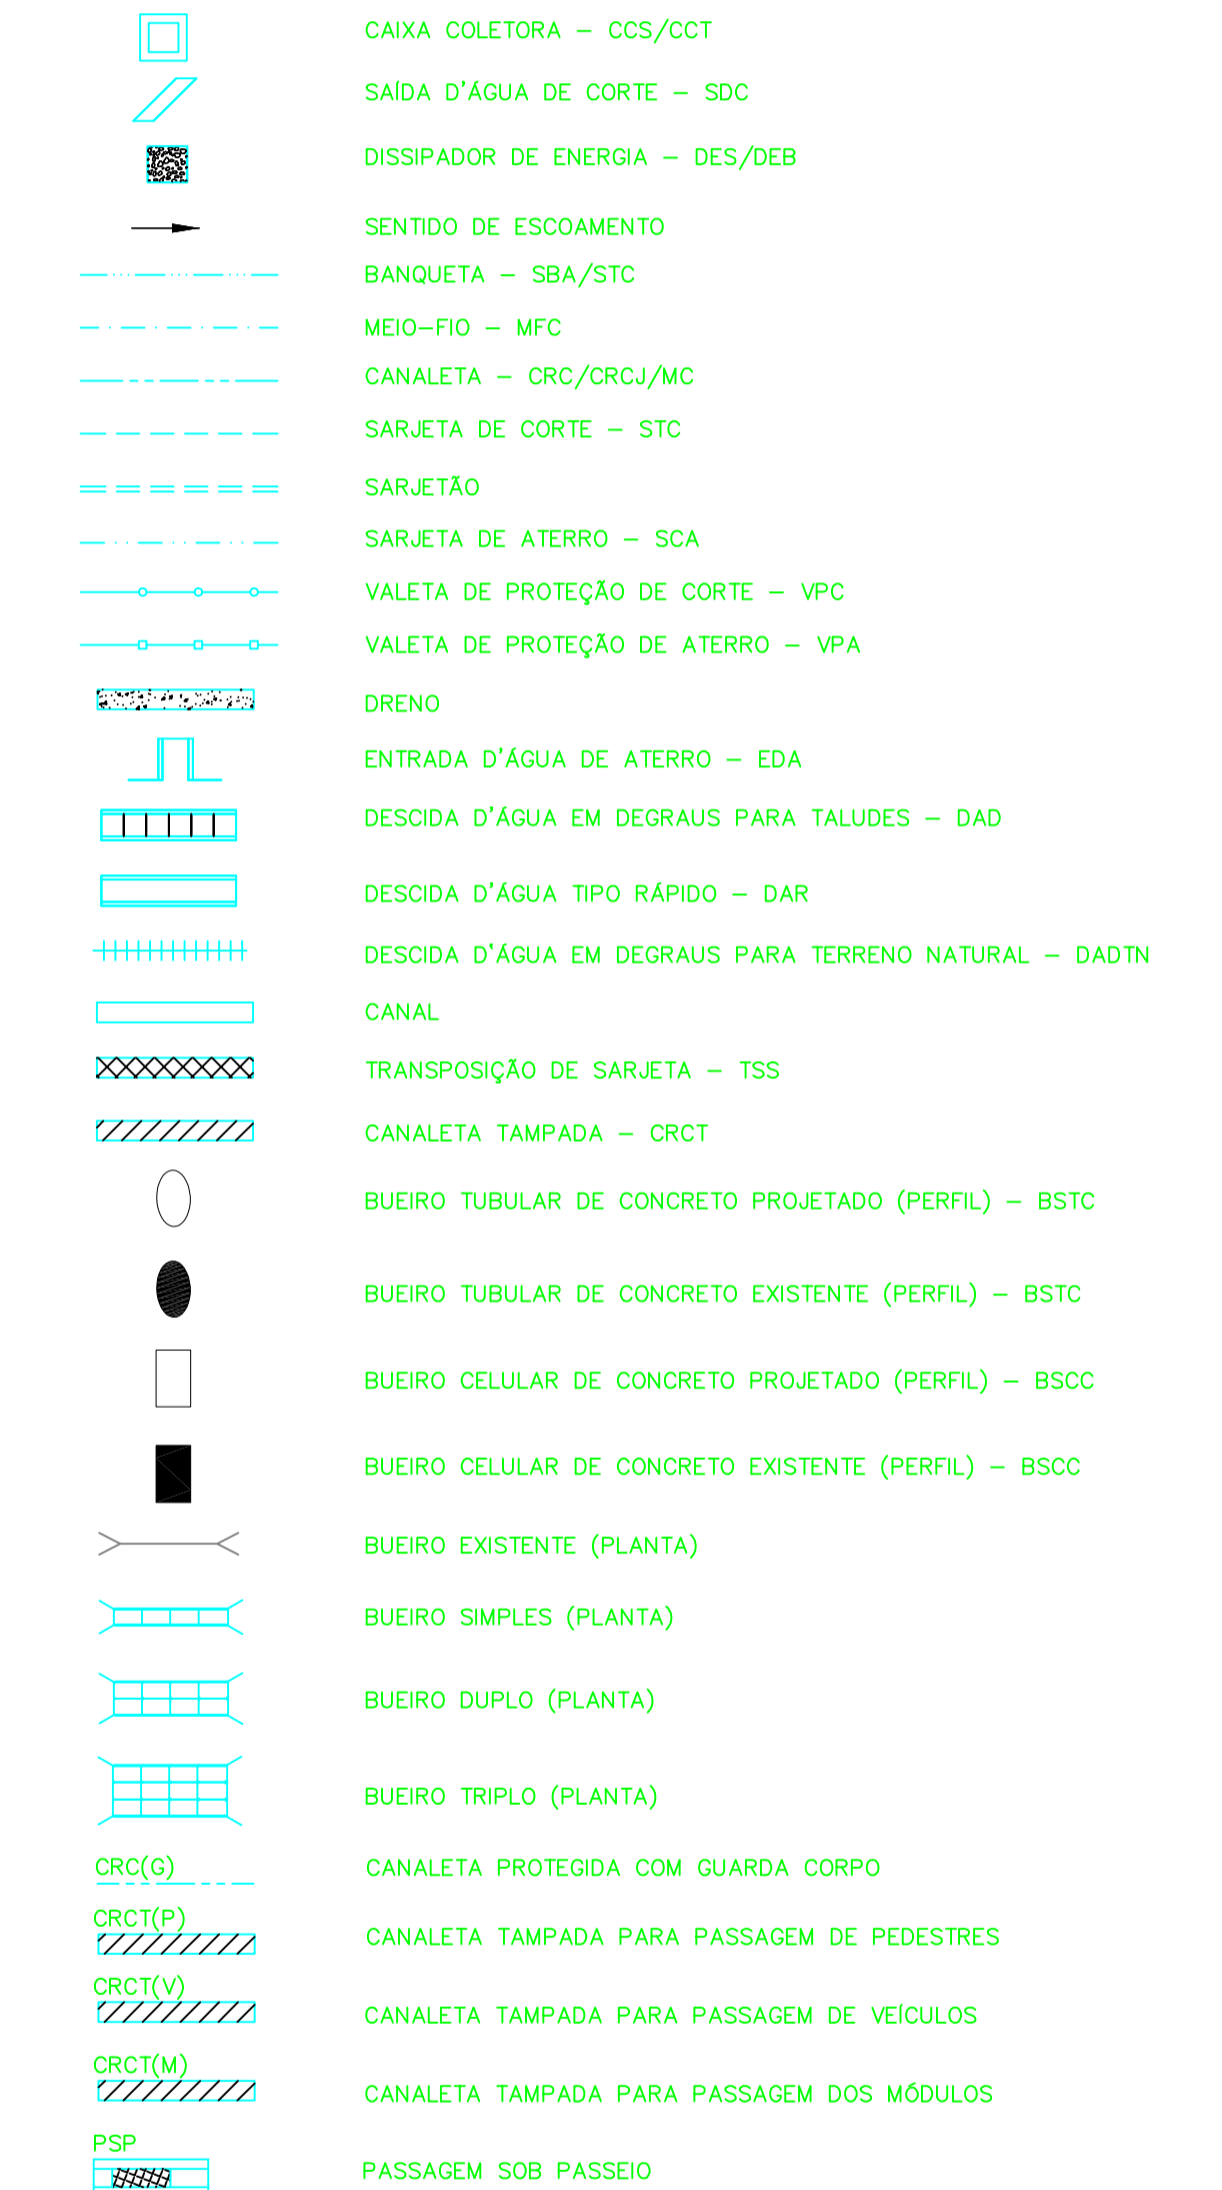 CAIXA COLETORA – CCS/CCT
SAÍDA D'ÁGUA DE CORTE – SDC
DISSIPADOR DE ENERGIA – DES/DEB
SENTIDO DE ESCOAMENTO
BANQUETA – SBA/STC
MEIO–FIO – MFC
CANALETA – CRC/CRCJ/MC
SARJETA DE CORTE – STC
SARJETÃO
SARJETA DE ATERRO – SCA
VALETA DE PROTEÇÃO DE CORTE – VPC
VALETA DE PROTEÇÃO DE ATERRO – VPA
DRENO
ENTRADA D'ÁGUA DE ATERRO – EDA
DESCIDA D'ÁGUA EM DEGRAUS PARA TALUDES – DAD
DESCIDA D'ÁGUA TIPO RÁPIDO – DAR
DESCIDA D‘ÁGUA EM DEGRAUS PARA TERRENO NATURAL – DADTN
CANAL
TRANSPOSIÇÃO DE SARJETA – TSS
CANALETA TAMPADA – CRCT
BUEIRO TUBULAR DE CONCRETO PROJETADO (PERFIL) – BSTC
BUEIRO TUBULAR DE CONCRETO EXISTENTE (PERFIL) – BSTC
BUEIRO CELULAR DE CONCRETO PROJETADO (PERFIL) – BSCC
BUEIRO CELULAR DE CONCRETO EXISTENTE (PERFIL) – BSCC
BUEIRO EXISTENTE (PLANTA)
BUEIRO SIMPLES (PLANTA)
BUEIRO DUPLO (PLANTA)
BUEIRO TRIPLO (PLANTA)
CRC(G) CANALETA PROTEGIDA COM GUARDA CORPO
CRCT(P)
CANALETA TAMPADA PARA PASSAGEM DE PEDESTRES
CRCT(V)
CANALETA TAMPADA PARA PASSAGEM DE VEÍCULOS
CRCT(M)
CANALETA TAMPADA PARA PASSAGEM DOS MÓDULOS
PSP
PASSAGEM SOB PASSEIO